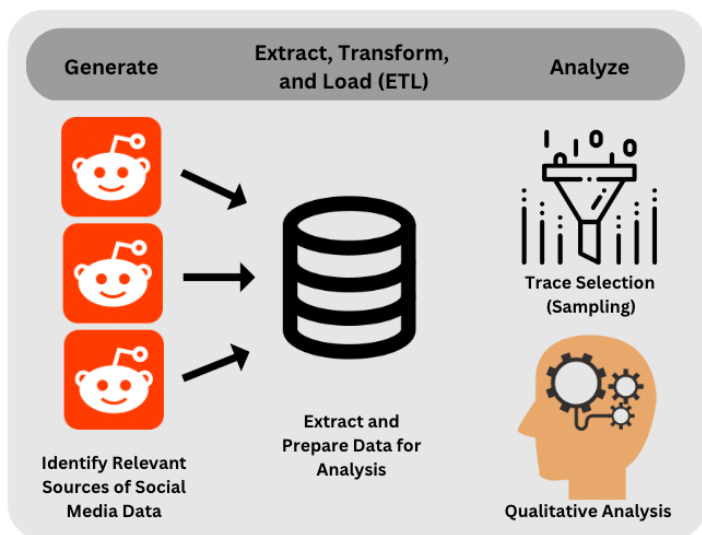 Generate
Extract, Transform,
and Load (ETL)
Analyze
Identify Relevant
Sources of Social
Media Data
Extract and
Prepare Data for
Analysis
Trace Selection
(Sampling)
Qualitative Analysis